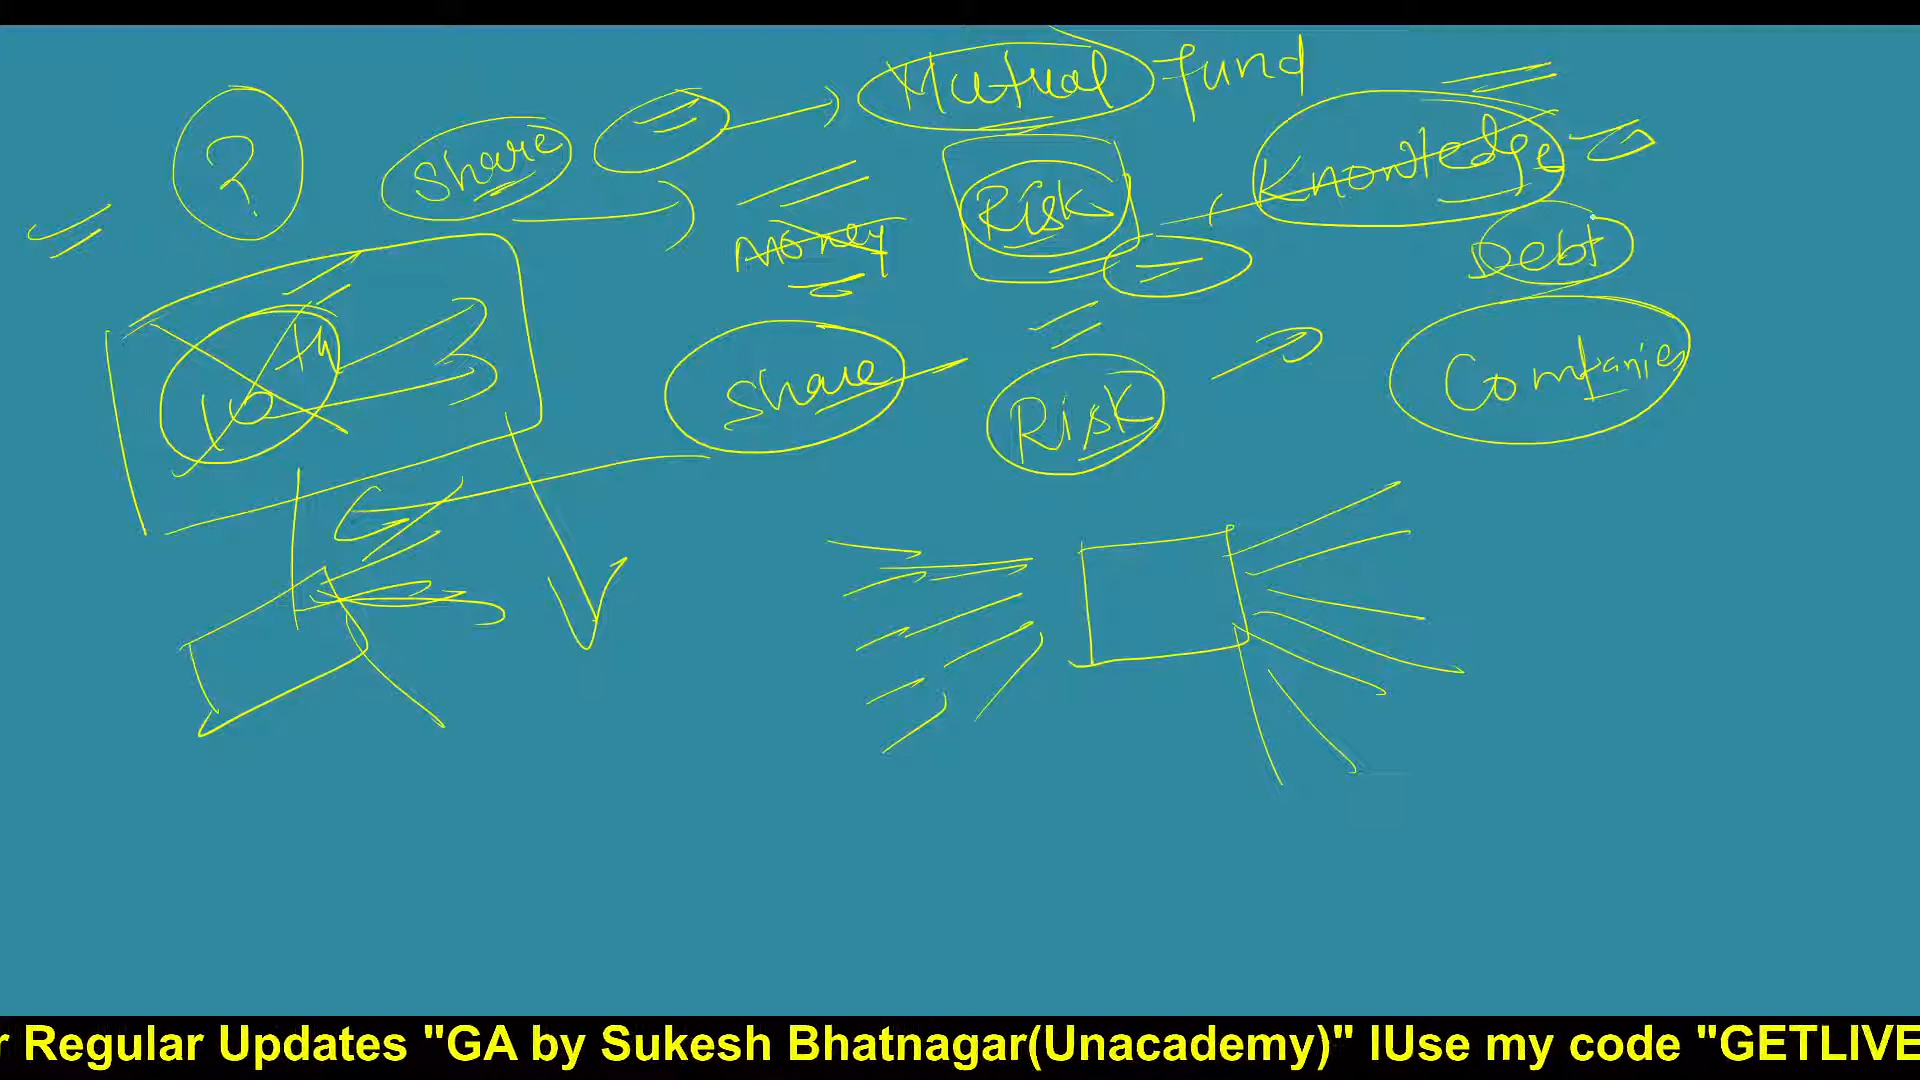 Mutual fund
? Share Risk Knowledge
Money Debt
Share Risk Companies
r Regular Updates "GA by Sukesh Bhatnagar(Unacademy)" lUse my code "GETLIVE